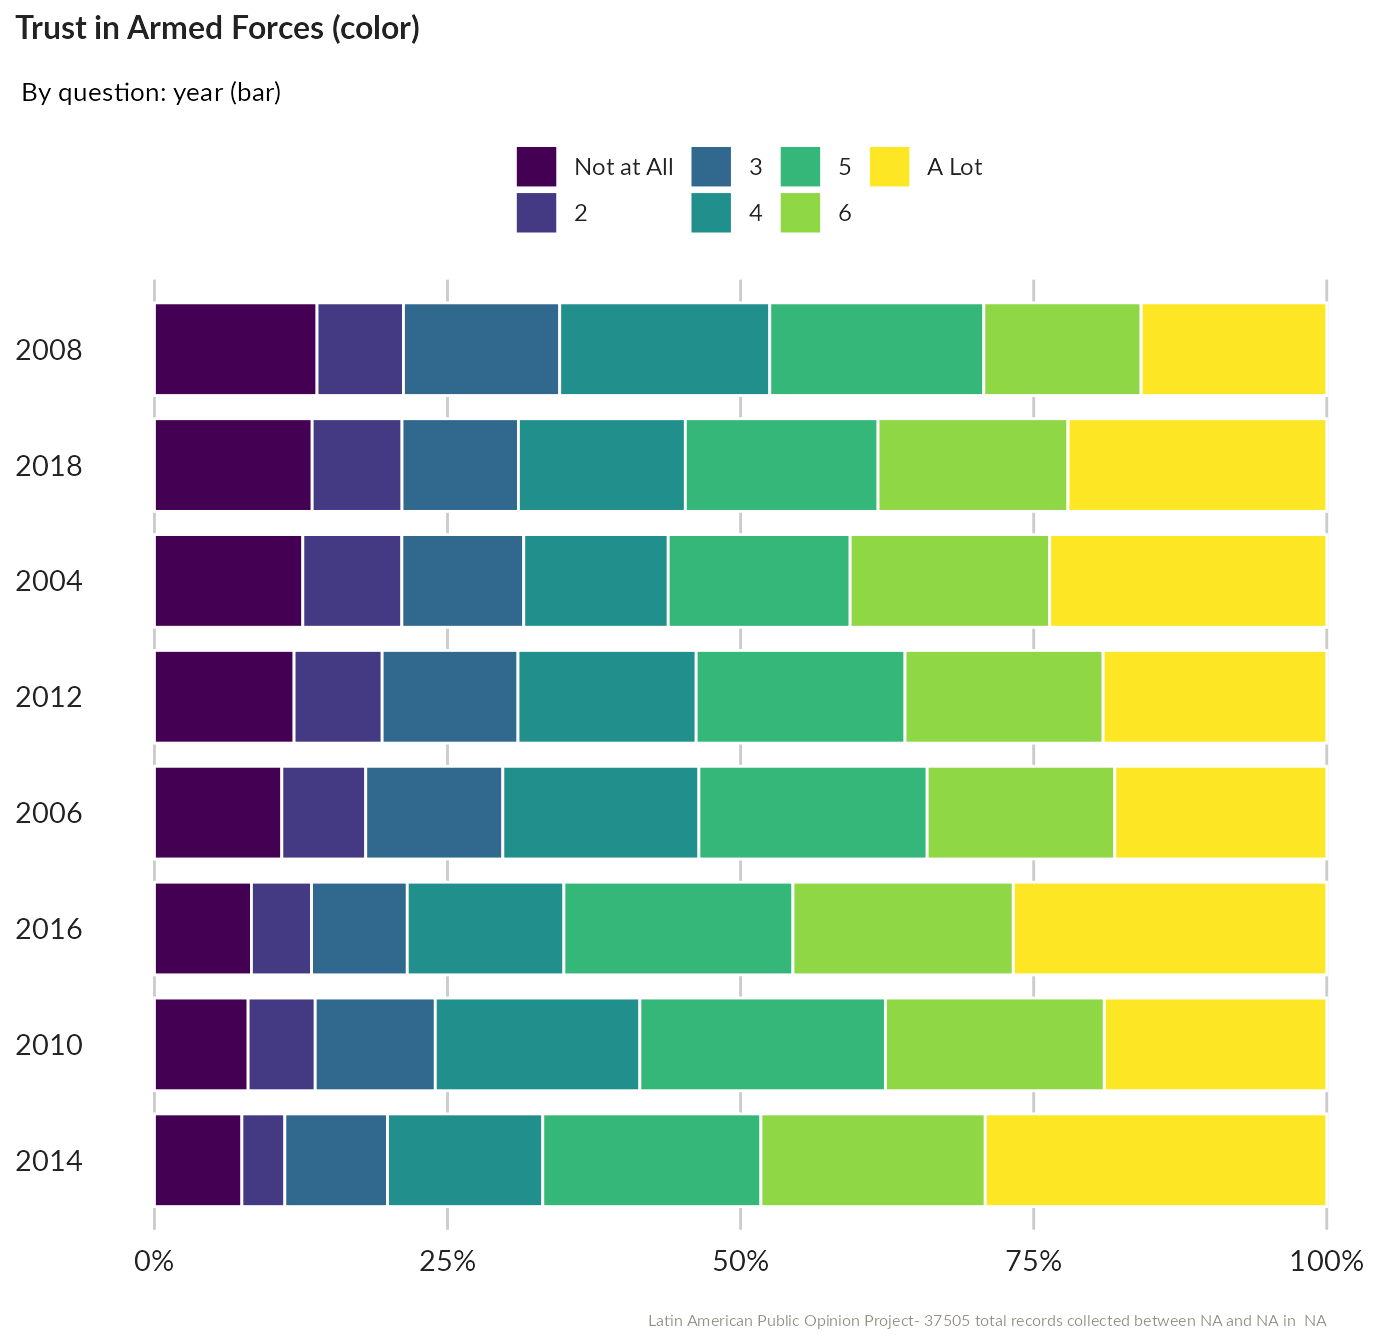 Trust in Armed Forces (color)
By question: year (bar)
Not at All 3 5 A Lot
2 4 6
2008
2018
2004
2012
2006
2016
2010
2014
0% 25% 50% 75% 100%
Latin American Public Opinion Project- 37505 total records collected between NA and NA in  NA